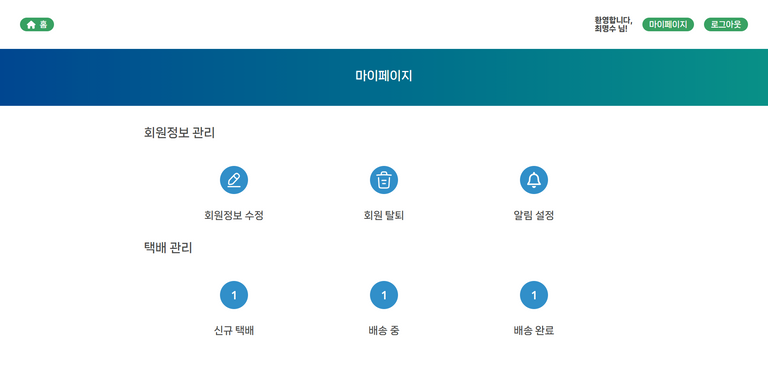 홈
환영합니다,
최명수 님!
마이페이지
로그아웃
마이페이지
회원정보 관리
회원정보 수정
회원 탈퇴
알림 설정
택배 관리
1
1
1
신규 택배
배송 중
배송 완료